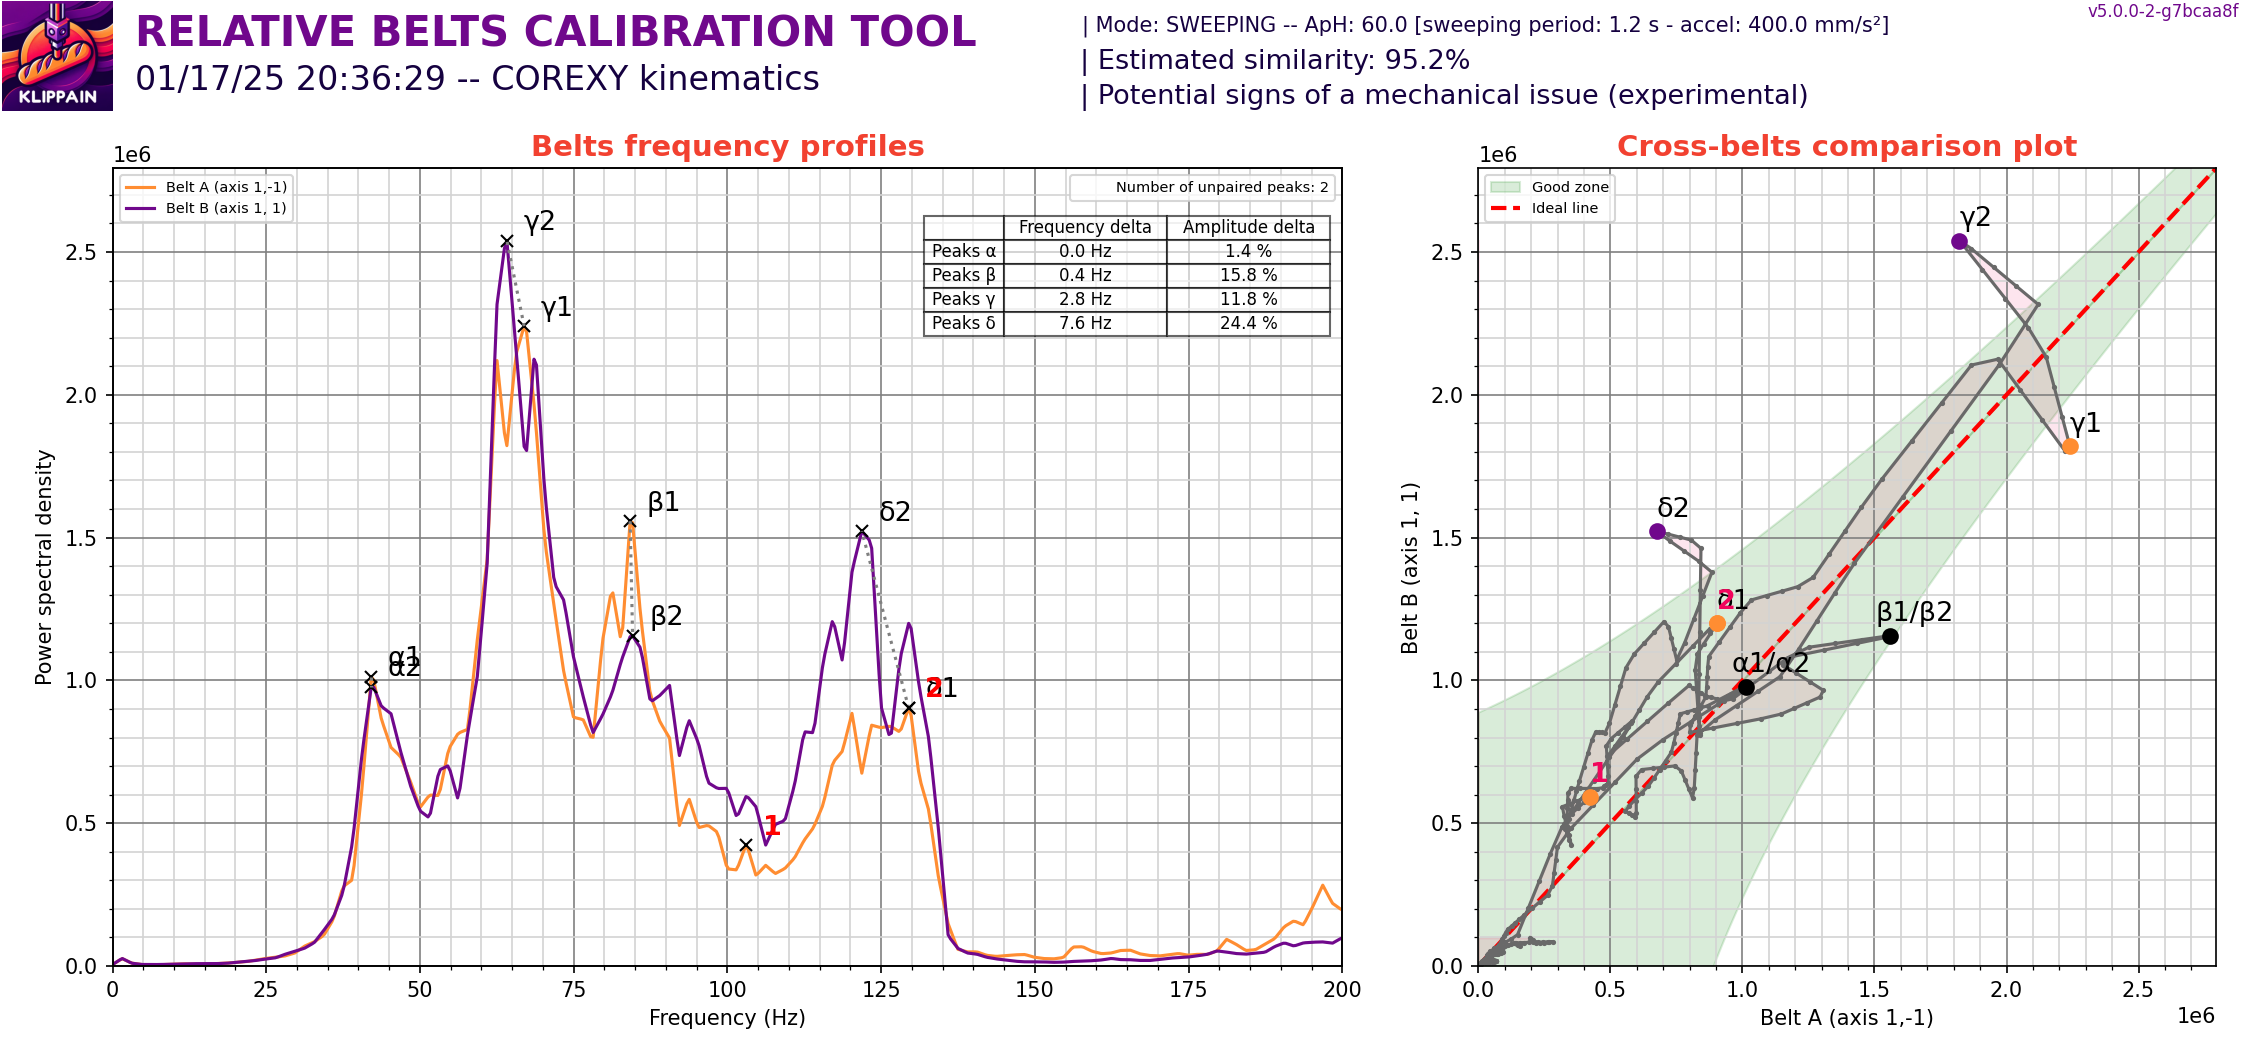 KLIPPAIN
RELATIVE BELTS CALIBRATION TOOL
01/17/25 20:36:29 -- COREXY kinematics
| Mode: SWEEPING -- ApH: 60.0 [sweeping period: 1.2 s - accel: 400.0 mm/s²]
| Estimated similarity: 95.2%
| Potential signs of a mechanical issue (experimental)
v5.0.0-2-g7bcaa8f
Belts frequency profiles
1e6
Belt A (axis 1,-1)
Belt B (axis 1, 1)
Number of unpaired peaks: 2
Frequency delta Amplitude delta
Peaks α 0.0 Hz 1.4 %
Peaks β 0.4 Hz 15.8 %
Peaks γ 2.8 Hz 11.8 %
Peaks δ 7.6 Hz 24.4 %
γ2
γ1
β1
β2
δ2
α1
α2
δ1
2
1
Power spectral density
2.5
2.0
1.5
1.0
0.5
0.0
0 25 50 75 100 125 150 175 200
Frequency (Hz)
Cross-belts comparison plot
1e6
Good zone
Ideal line
γ2
γ1
δ2
δ1
2
β1/β2
α1/α2
1
Belt B (axis 1, 1)
2.5
2.0
1.5
1.0
0.5
0.0
0.0 0.5 1.0 1.5 2.0 2.5
Belt A (axis 1,-1)
1e6